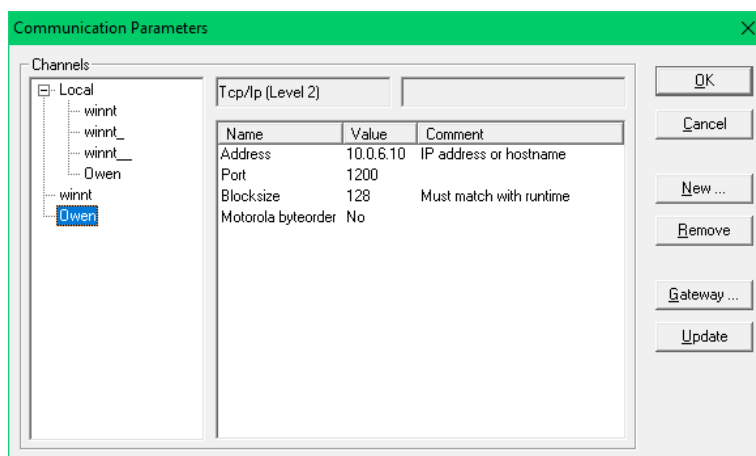 Communication Parameters
Channels
Local
winnt
winnt_
winnt__
Owen
winnt
Owen
Tcp/Ip (Level 2)
Name Value Comment
Address 10.0.6.10 IP address or hostname
Port 1200
Blocksize 128 Must match with runtime
Motorola byteorder No
OK
Cancel
New ...
Remove
Gateway ...
Update